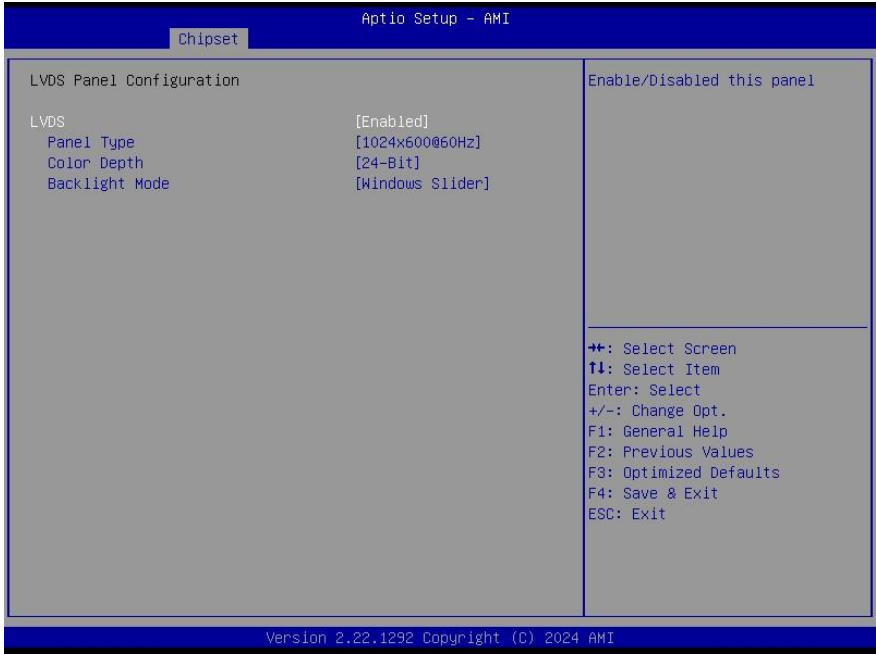 Aptio Setup – AMI
Chipset
LVDS Panel Configuration
LVDS [Enabled]
Panel Type [1024x600@60Hz]
Color Depth [24-Bit]
Backlight Mode [Windows Slider]
Enable/Disabled this panel
→←: Select Screen
↑↓: Select Item
Enter: Select
+/-: Change Opt.
F1: General Help
F2: Previous Values
F3: Optimized Defaults
F4: Save & Exit
ESC: Exit
Version 2.22.1292 Copyright (C) 2024 AMI